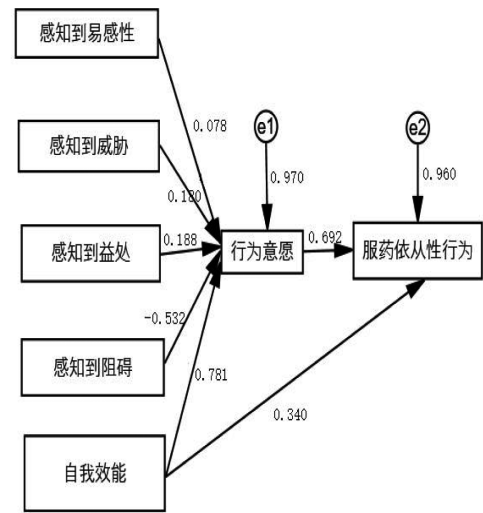 感知到易感性
0.078
e1
e2
感知到威胁
0.180
0.970
0.960
感知到益处
0.188
行为意愿
0.692
服药依从性行为
-0.532
感知到阻碍
0.781
0.340
自我效能